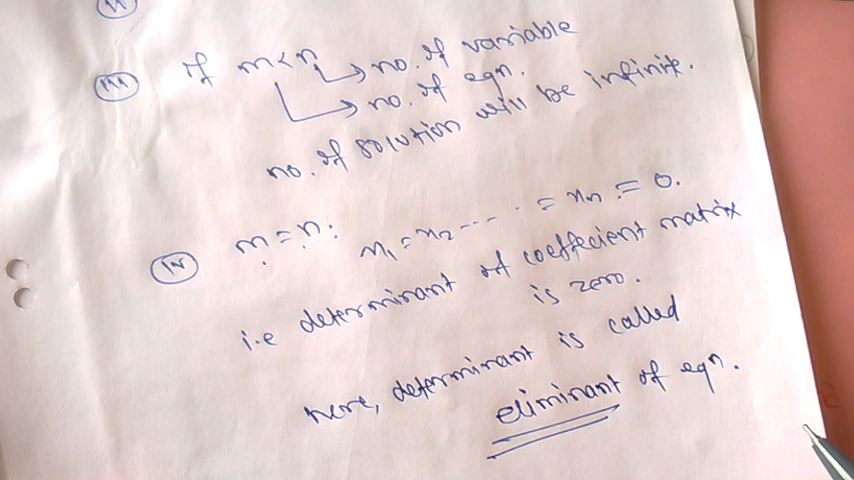 (iii) If m < n → no. of variable
→ no. of eqn.
no. of solution will be infinite.
(iv) m = n: x₁ = x₂ ---- = xn = 0.
i.e determinant of coeffecient matrix
is zero.
Here, determinant is called
eliminant of eqn.